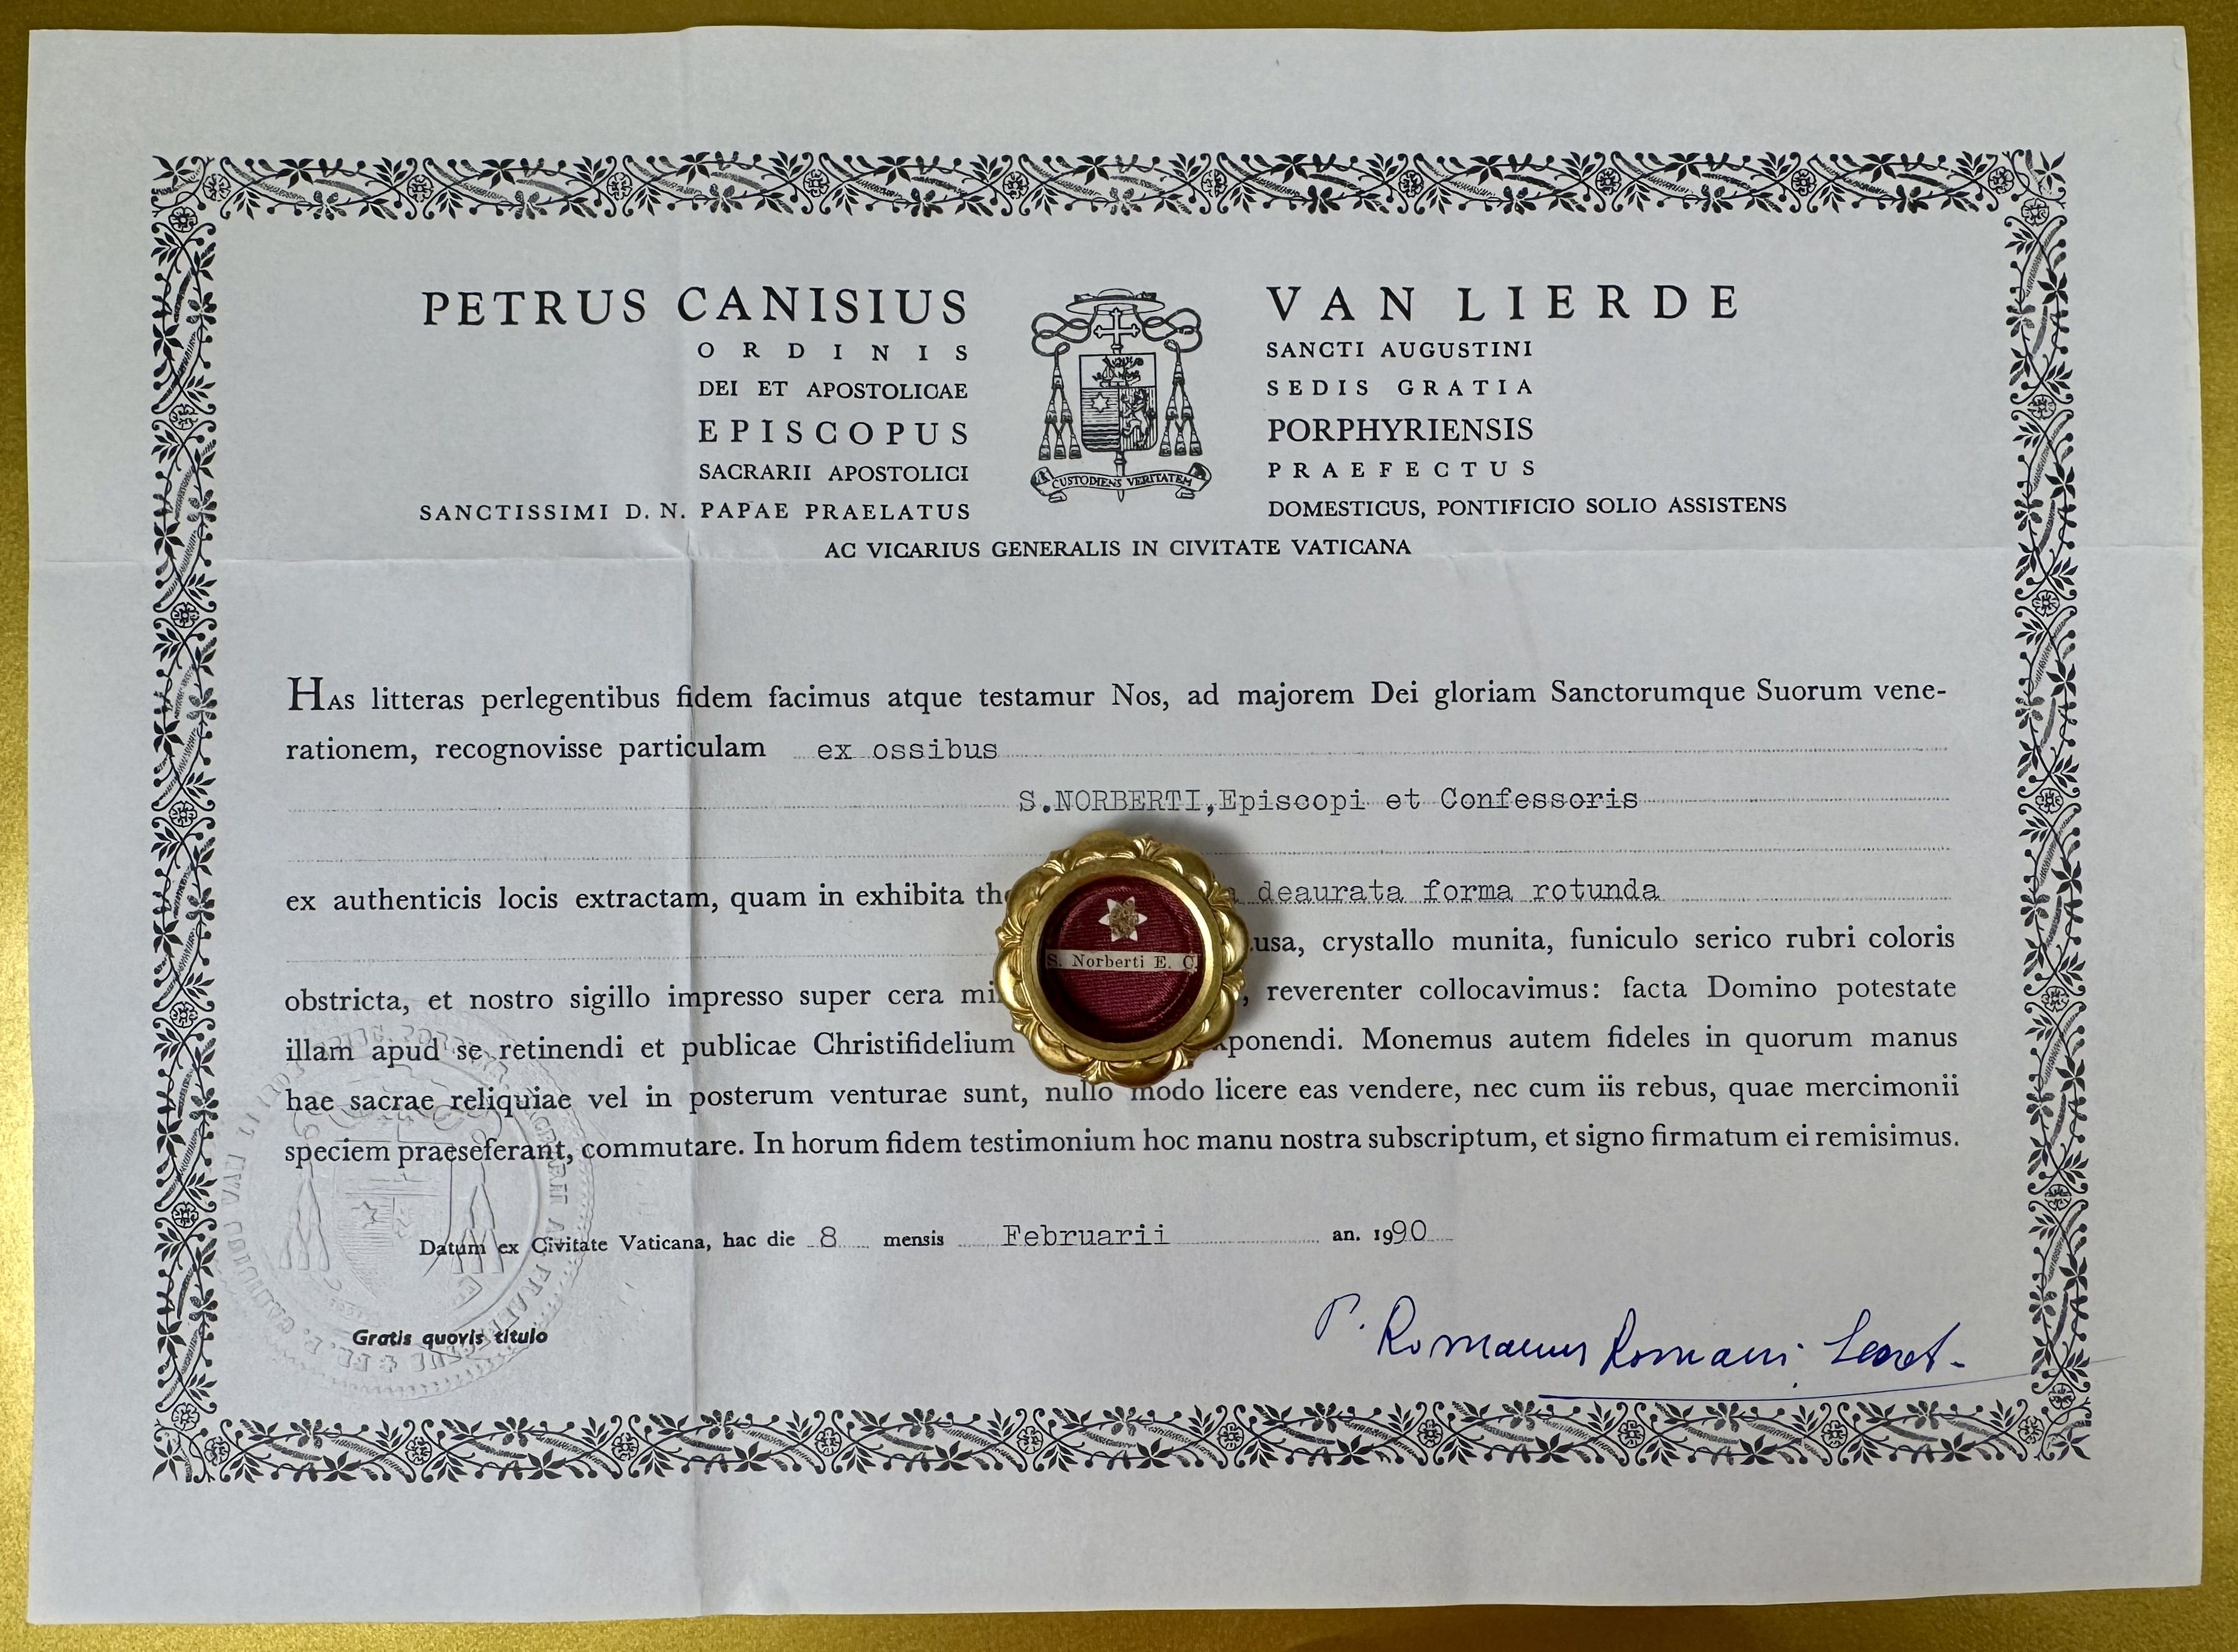 PETRUS CANISIUS VAN LIERDE
ORDINIS SANCTI AUGUSTINI
DEI ET APOSTOLICAE SEDIS GRATIA
EPISCOPUS PORPHYRIENSIS
SACRARII APOSTOLICI PRAEFECTUS
SANCTISSIMI D. N. PAPAE PRAELATUS DOMESTICUS, PONTIFICIO SOLIO ASSISTENS
CUSTODIENS VERITATEM
AC VICARIUS GENERALIS IN CIVITATE VATICANA
HAS litteras perlegentibus fidem facimus atque testamur Nos, ad majorem Dei gloriam Sanctorumque Suorum vene-
rationem, recognovisse particulam ex ossibus
S.NORBERTI,Episcopi et Confessoris
ex authenticis locis extractam, quam in exhibita deaurata forma rotunda
crystallo munita, funiculo serico rubri coloris
S. Norberti E. C.
obstricta, et nostro sigillo impresso super cera reverenter collocavimus: facta Domino potestate
illam apud se retinendi et publicae Christifidelium Monemus autem fideles in quorum manus
hae sacrae reliquiae vel in posterum venturae sunt, nullo modo licere eas vendere, nec cum iis rebus, quae mercimonii
speciem praeseferant, commutare. In horum fidem testimonium hoc manu nostra subscriptum, et signo firmatum ei remisimus.
Datum ex Civitate Vaticana, hac die 8 mensis Februarii an. 1990
Gratis quovis titulo
P. Romanus Romani Secret.